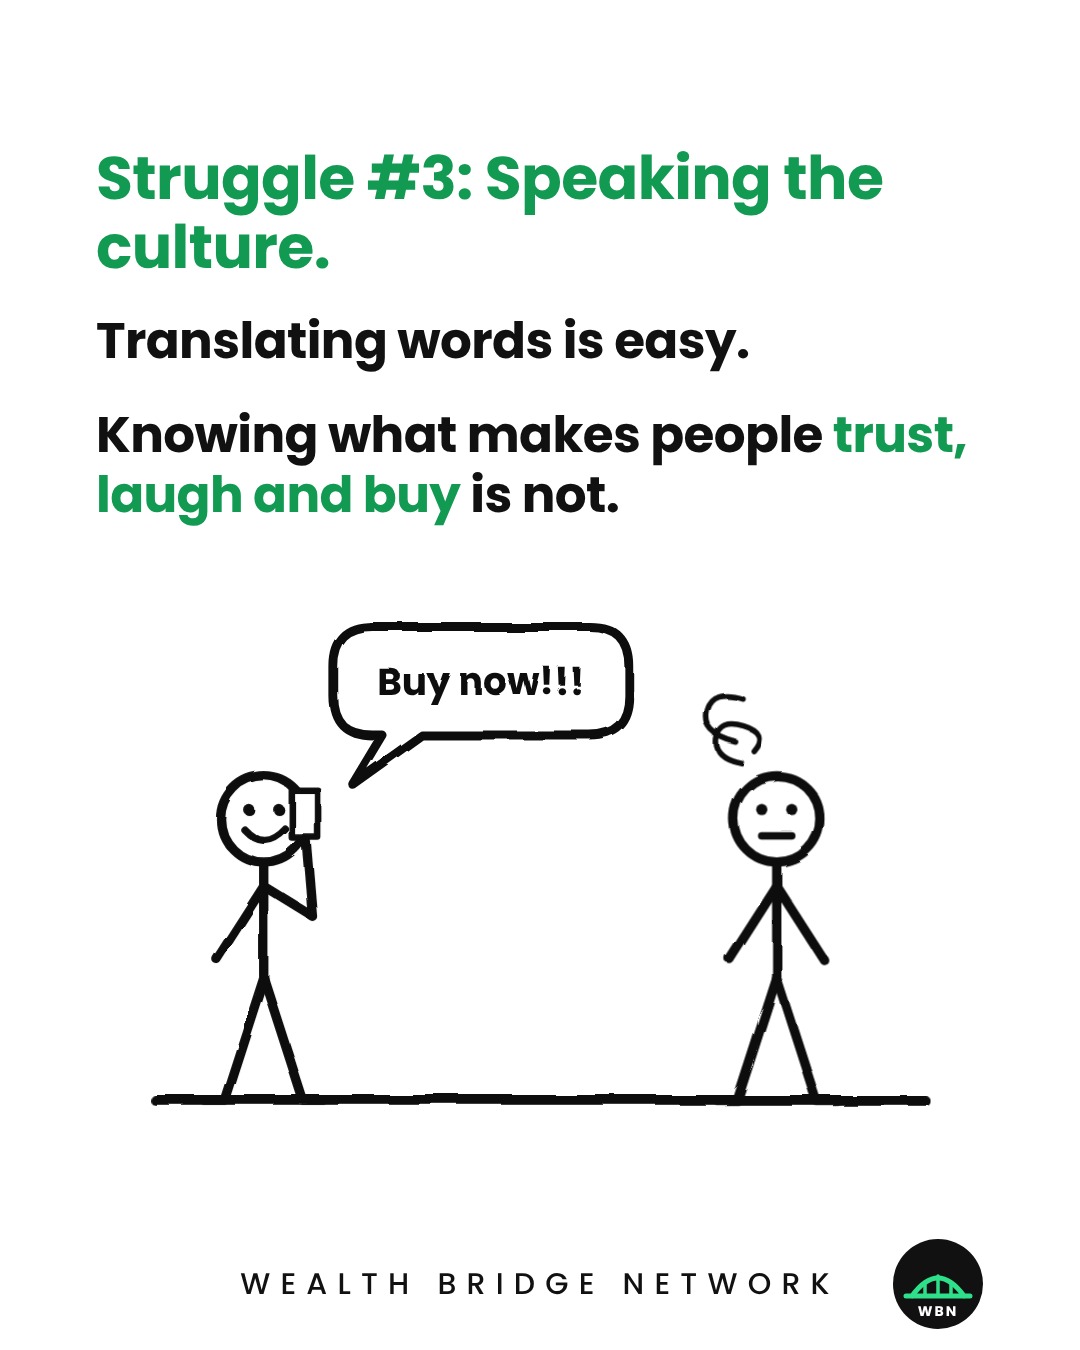 Struggle #3: Speaking the
culture.
Translating words is easy.
Knowing what makes people trust,
laugh and buy is not.
Buy now!!!
WEALTH BRIDGE NETWORK
WBN